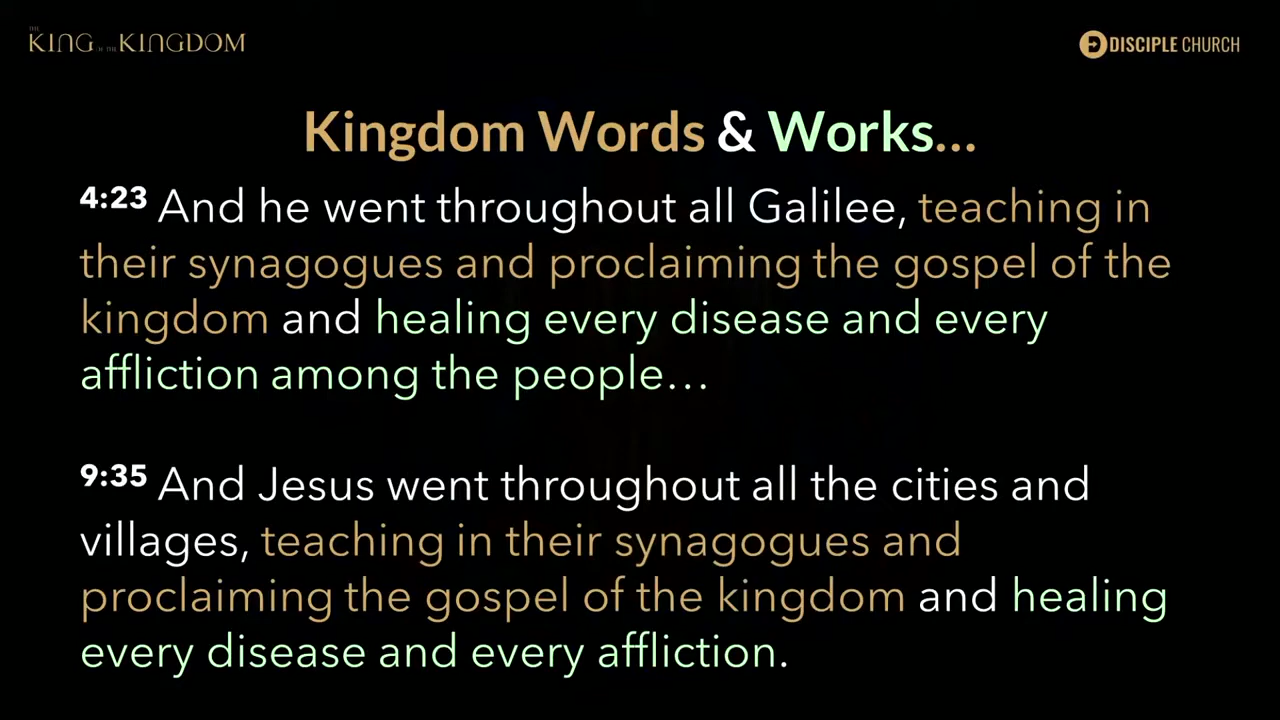 THE
KING OF THE KINGDOM
DISCIPLE CHURCH
Kingdom Words & Works...
4:23 And he went throughout all Galilee, teaching in
their synagogues and proclaiming the gospel of the
kingdom and healing every disease and every
affliction among the people…
9:35 And Jesus went throughout all the cities and
villages, teaching in their synagogues and
proclaiming the gospel of the kingdom and healing
every disease and every affliction.